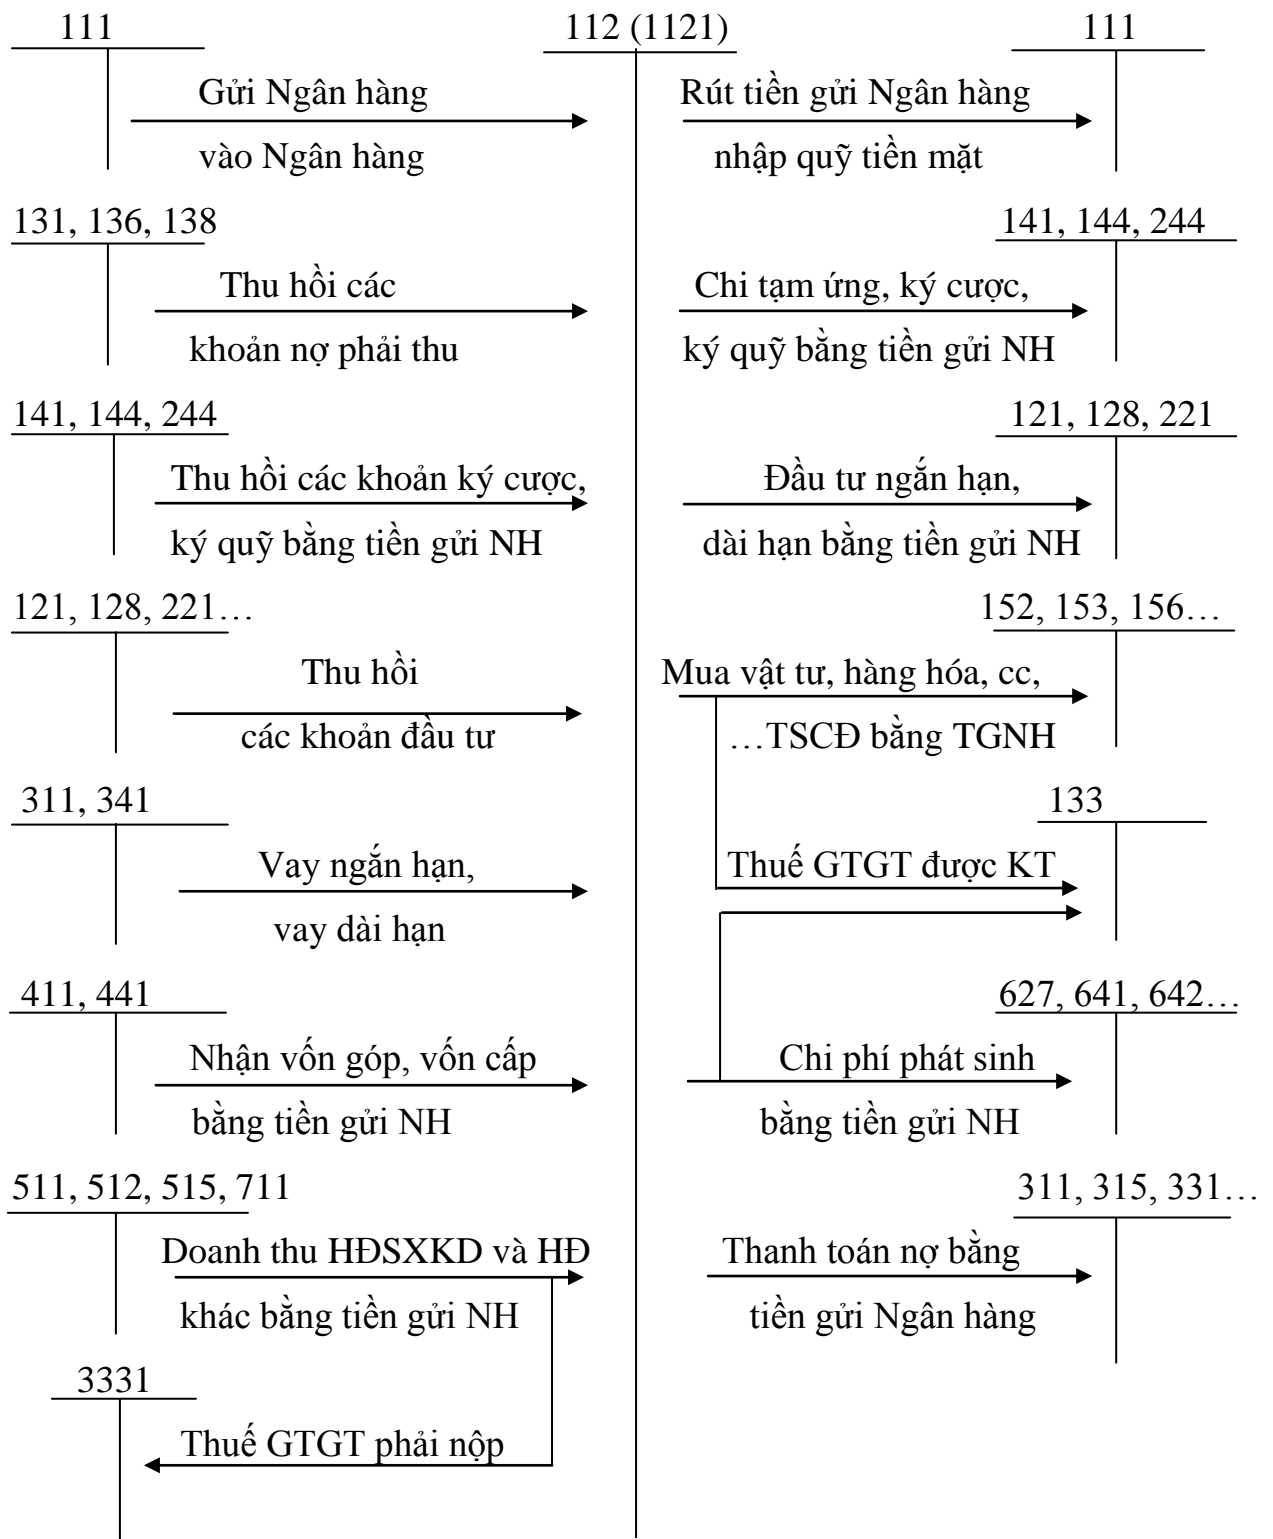 111
112 (1121)
111
Gửi Ngân hàng
vào Ngân hàng
Rút tiền gửi Ngân hàng
nhập quỹ tiền mặt
131, 136, 138
141, 144, 244
Thu hồi các
khoản nợ phải thu
Chi tạm ứng, ký cược,
ký quỹ bằng tiền gửi NH
141, 144, 244
121, 128, 221
Thu hồi các khoản ký cược,
ký quỹ bằng tiền gửi NH
Đầu tư ngắn hạn,
dài hạn bằng tiền gửi NH
121, 128, 221…
152, 153, 156…
Thu hồi
các khoản đầu tư
Mua vật tư, hàng hóa, cc,
…TSCĐ bằng TGNH
311, 341
133
Vay ngắn hạn,
vay dài hạn
Thuế GTGT được KT
411, 441
627, 641, 642…
Nhận vốn góp, vốn cấp
bằng tiền gửi NH
Chi phí phát sinh
bằng tiền gửi NH
511, 512, 515, 711
311, 315, 331…
Doanh thu HĐSXKD và HĐ
khác bằng tiền gửi NH
Thanh toán nợ bằng
tiền gửi Ngân hàng
3331
Thuế GTGT phải nộp